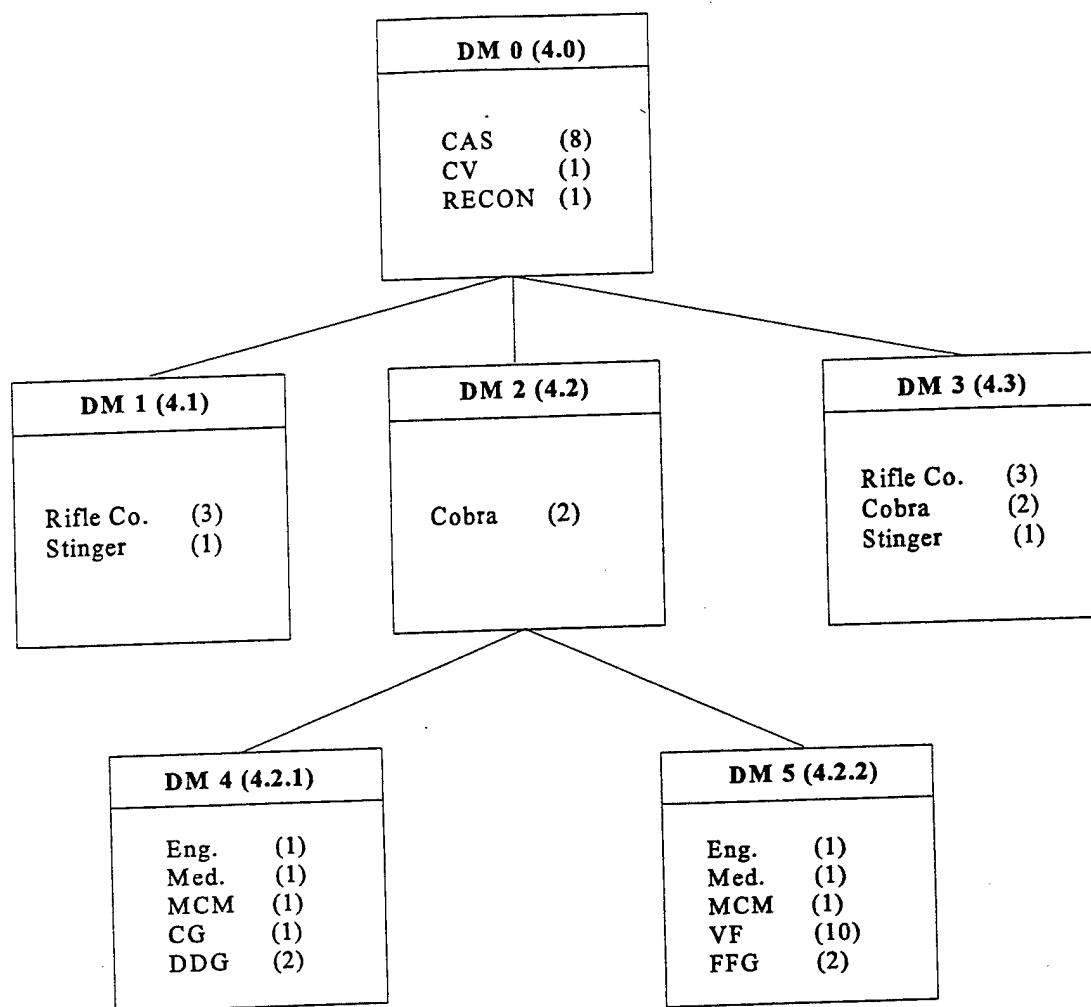 DM 0 (4.0)
CAS (8)
CV (1)
RECON (1)
DM 1 (4.1)
Rifle Co. (3)
Stinger (1)
DM 2 (4.2)
Cobra (2)
DM 3 (4.3)
Rifle Co. (3)
Cobra (2)
Stinger (1)
DM 4 (4.2.1)
Eng. (1)
Med. (1)
MCM (1)
CG (1)
DDG (2)
DM 5 (4.2.2)
Eng. (1)
Med. (1)
MCM (1)
VF (10)
FFG (2)